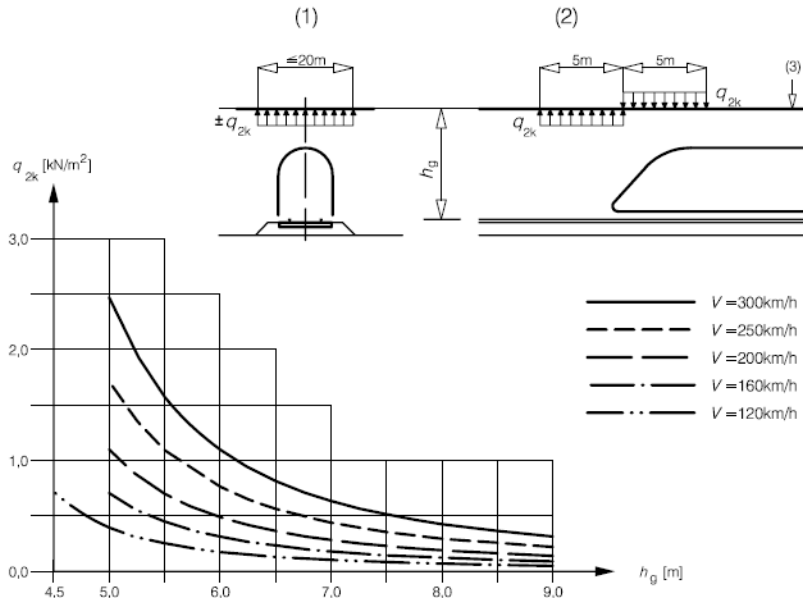 (1)
(2)
≤20m
5m
5m
(3)
q2k
± q2k
q2k
hg
q2k [kN/m²]
3,0
2,0
1,0
0,0
V = 300km/h
V = 250km/h
V = 200km/h
V = 160km/h
V = 120km/h
4,5
5,0
6,0
7,0
8,0
9,0
hg [m]